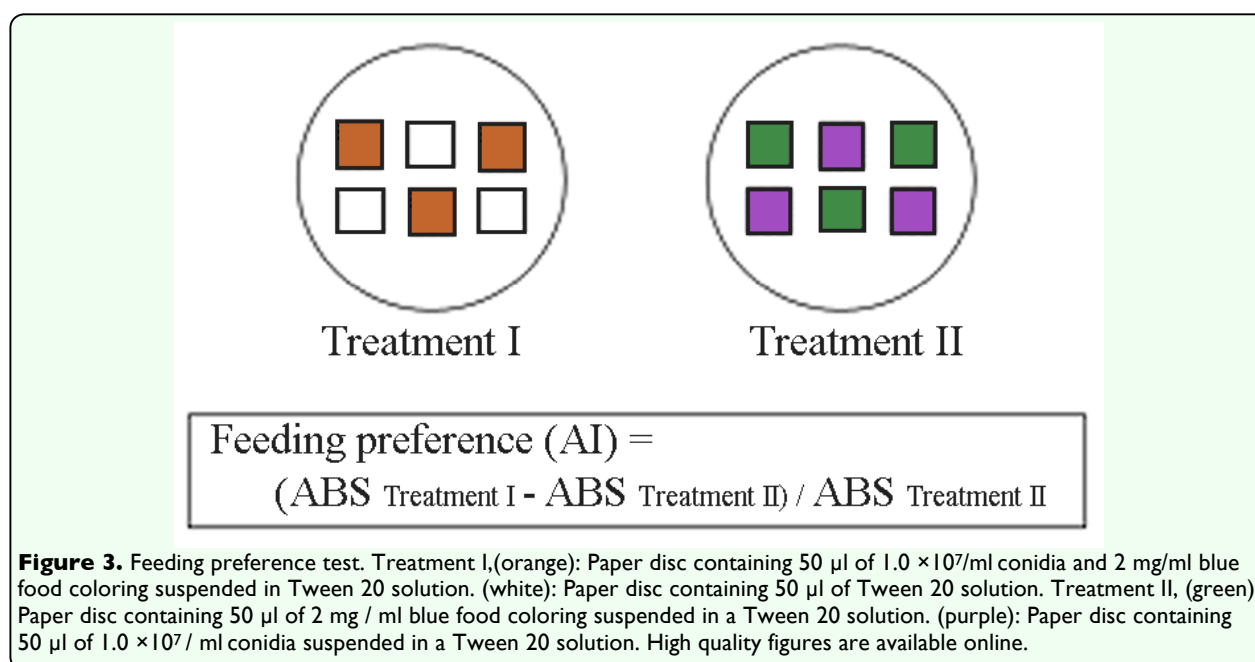 Treatment I
Treatment II
Feeding preference (AI) =
(ABS Treatment I - ABS Treatment II) / ABS Treatment II
Figure 3. Feeding preference test. Treatment I,(orange): Paper disc containing 50 µl of 1.0 ×10⁷/ml conidia and 2 mg/ml blue
food coloring suspended in Tween 20 solution. (white): Paper disc containing 50 µl of Tween 20 solution. Treatment II, (green)
Paper disc containing 50 µl of 2 mg / ml blue food coloring suspended in a Tween 20 solution. (purple): Paper disc containing
50 µl of 1.0 ×10⁷ / ml conidia suspended in a Tween 20 solution. High quality figures are available online.